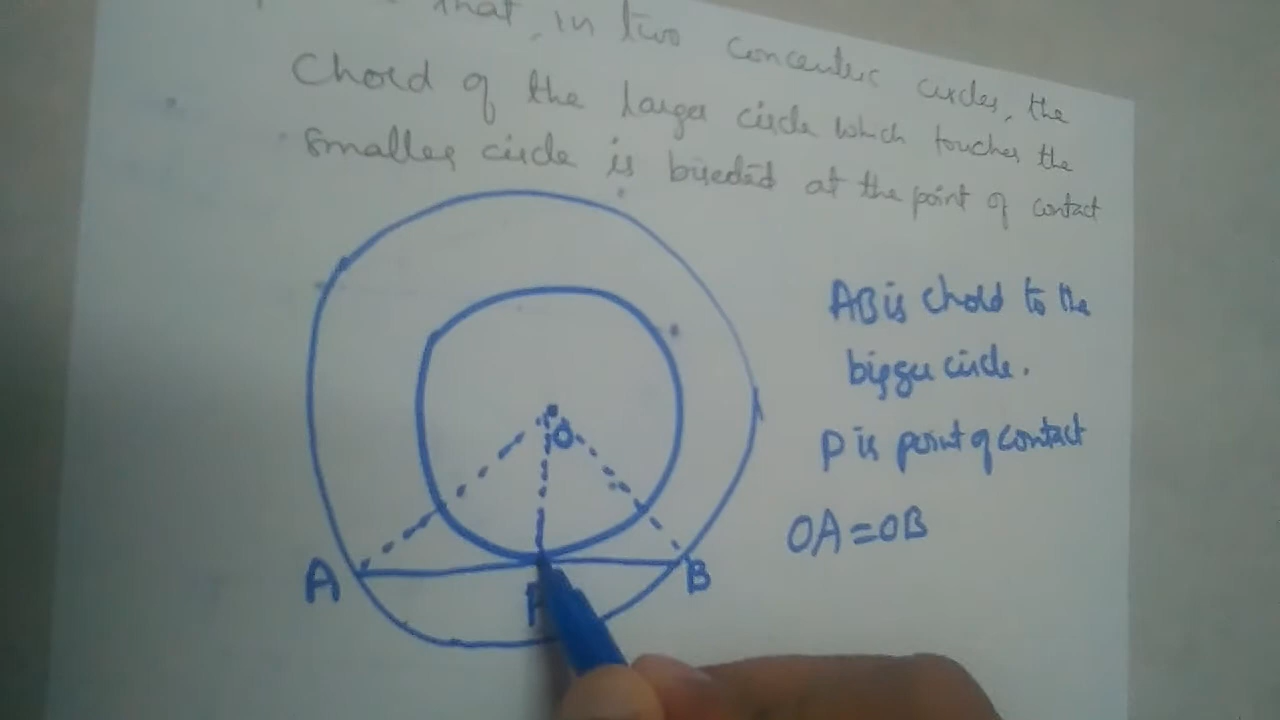 that, in two concentric circles, the
Chord of the larger circle which touches the
smaller circle is bisected at the point of contact
AB is chord to the
bigger circle.
P is point of contact
OA=OB
O
A
B
P